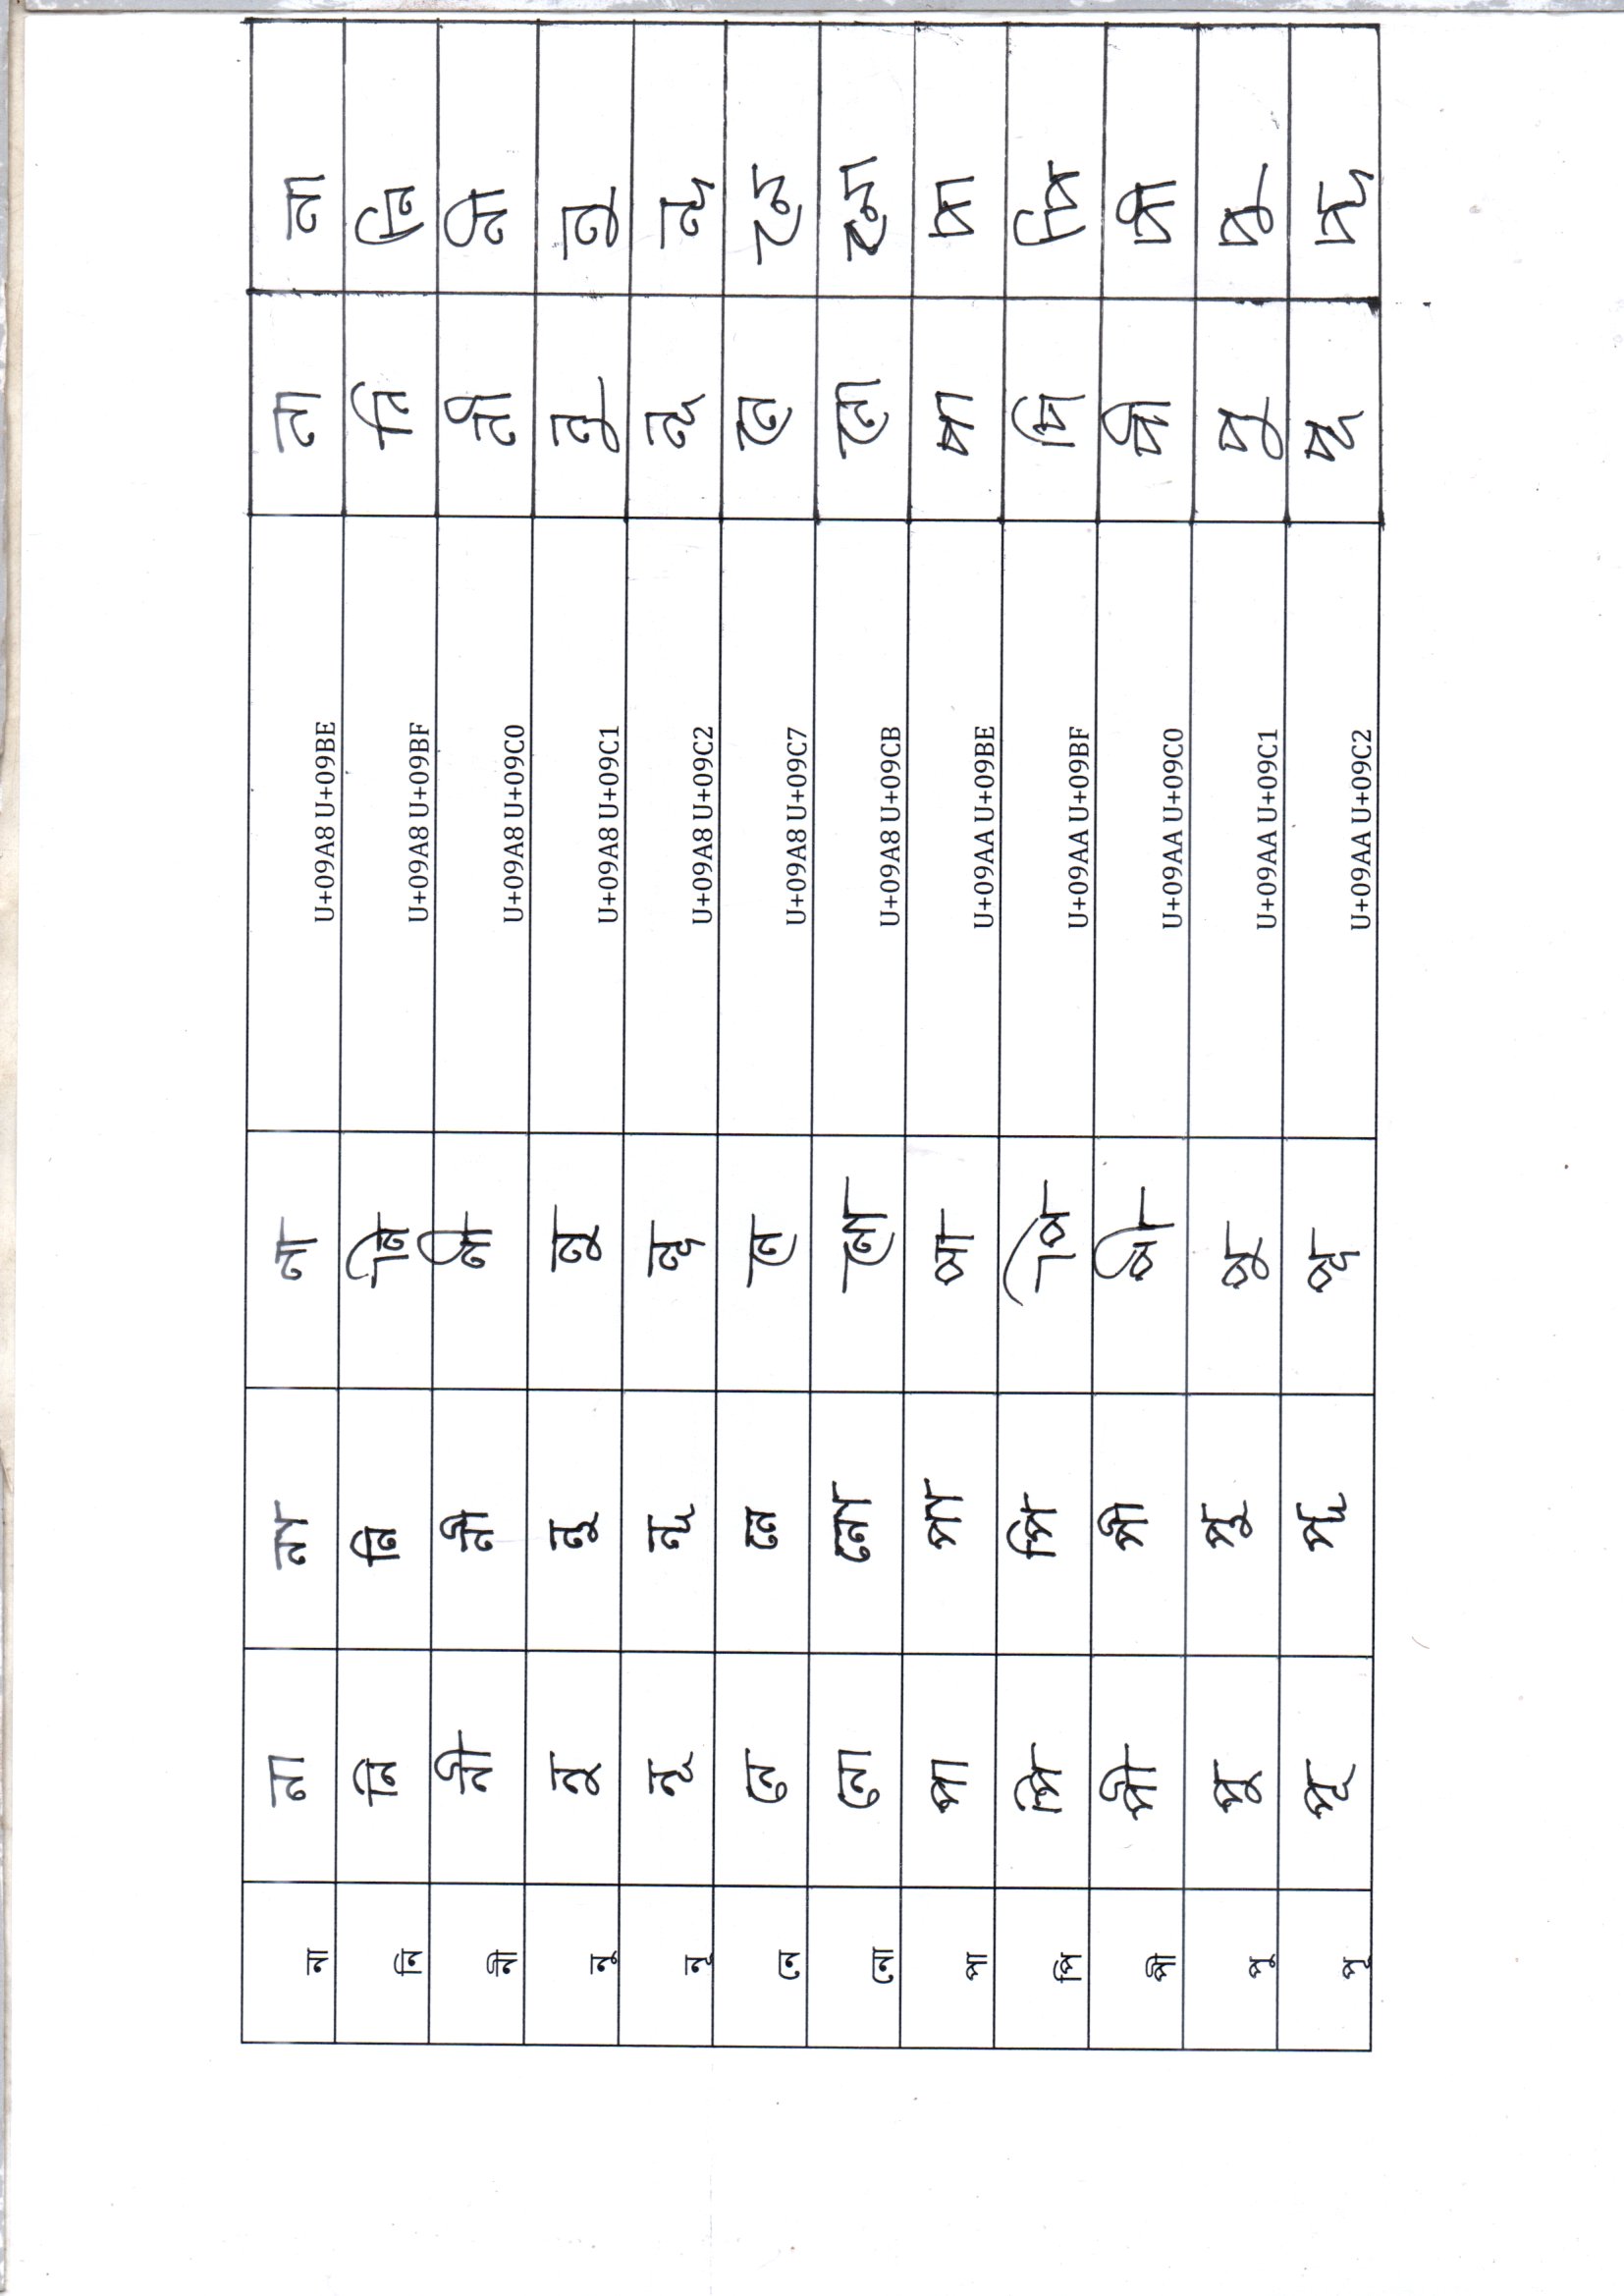 না না না না U+09A8 U+09BE না না
নি নি নি নি U+09A8 U+09BF নি নি
নী নী নী নী U+09A8 U+09C0 নী নী
নু নু নু নু U+09A8 U+09C1 নু নু
নূ নূ নূ নূ U+09A8 U+09C2 নূ নূ
নে নে নে নে U+09A8 U+09C7 নে নে
নো নো নো নো U+09A8 U+09CB নো নো
পা পা পা পা U+09AA U+09BE পা পা
পি পি পি পি U+09AA U+09BF পি পি
পী পী পী পী U+09AA U+09C0 পী পী
পু পু পু পু U+09AA U+09C1 পু পু
পূ পূ পূ পূ U+09AA U+09C2 পূ পূ